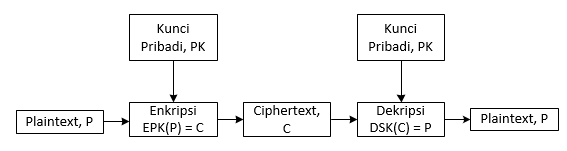 Kunci
Pribadi, PK
Kunci
Pribadi, PK
Plaintext, P
Enkripsi
EPK(P) = C
Ciphertext,
C
Dekripsi
DSK(C) = P
Plaintext, P